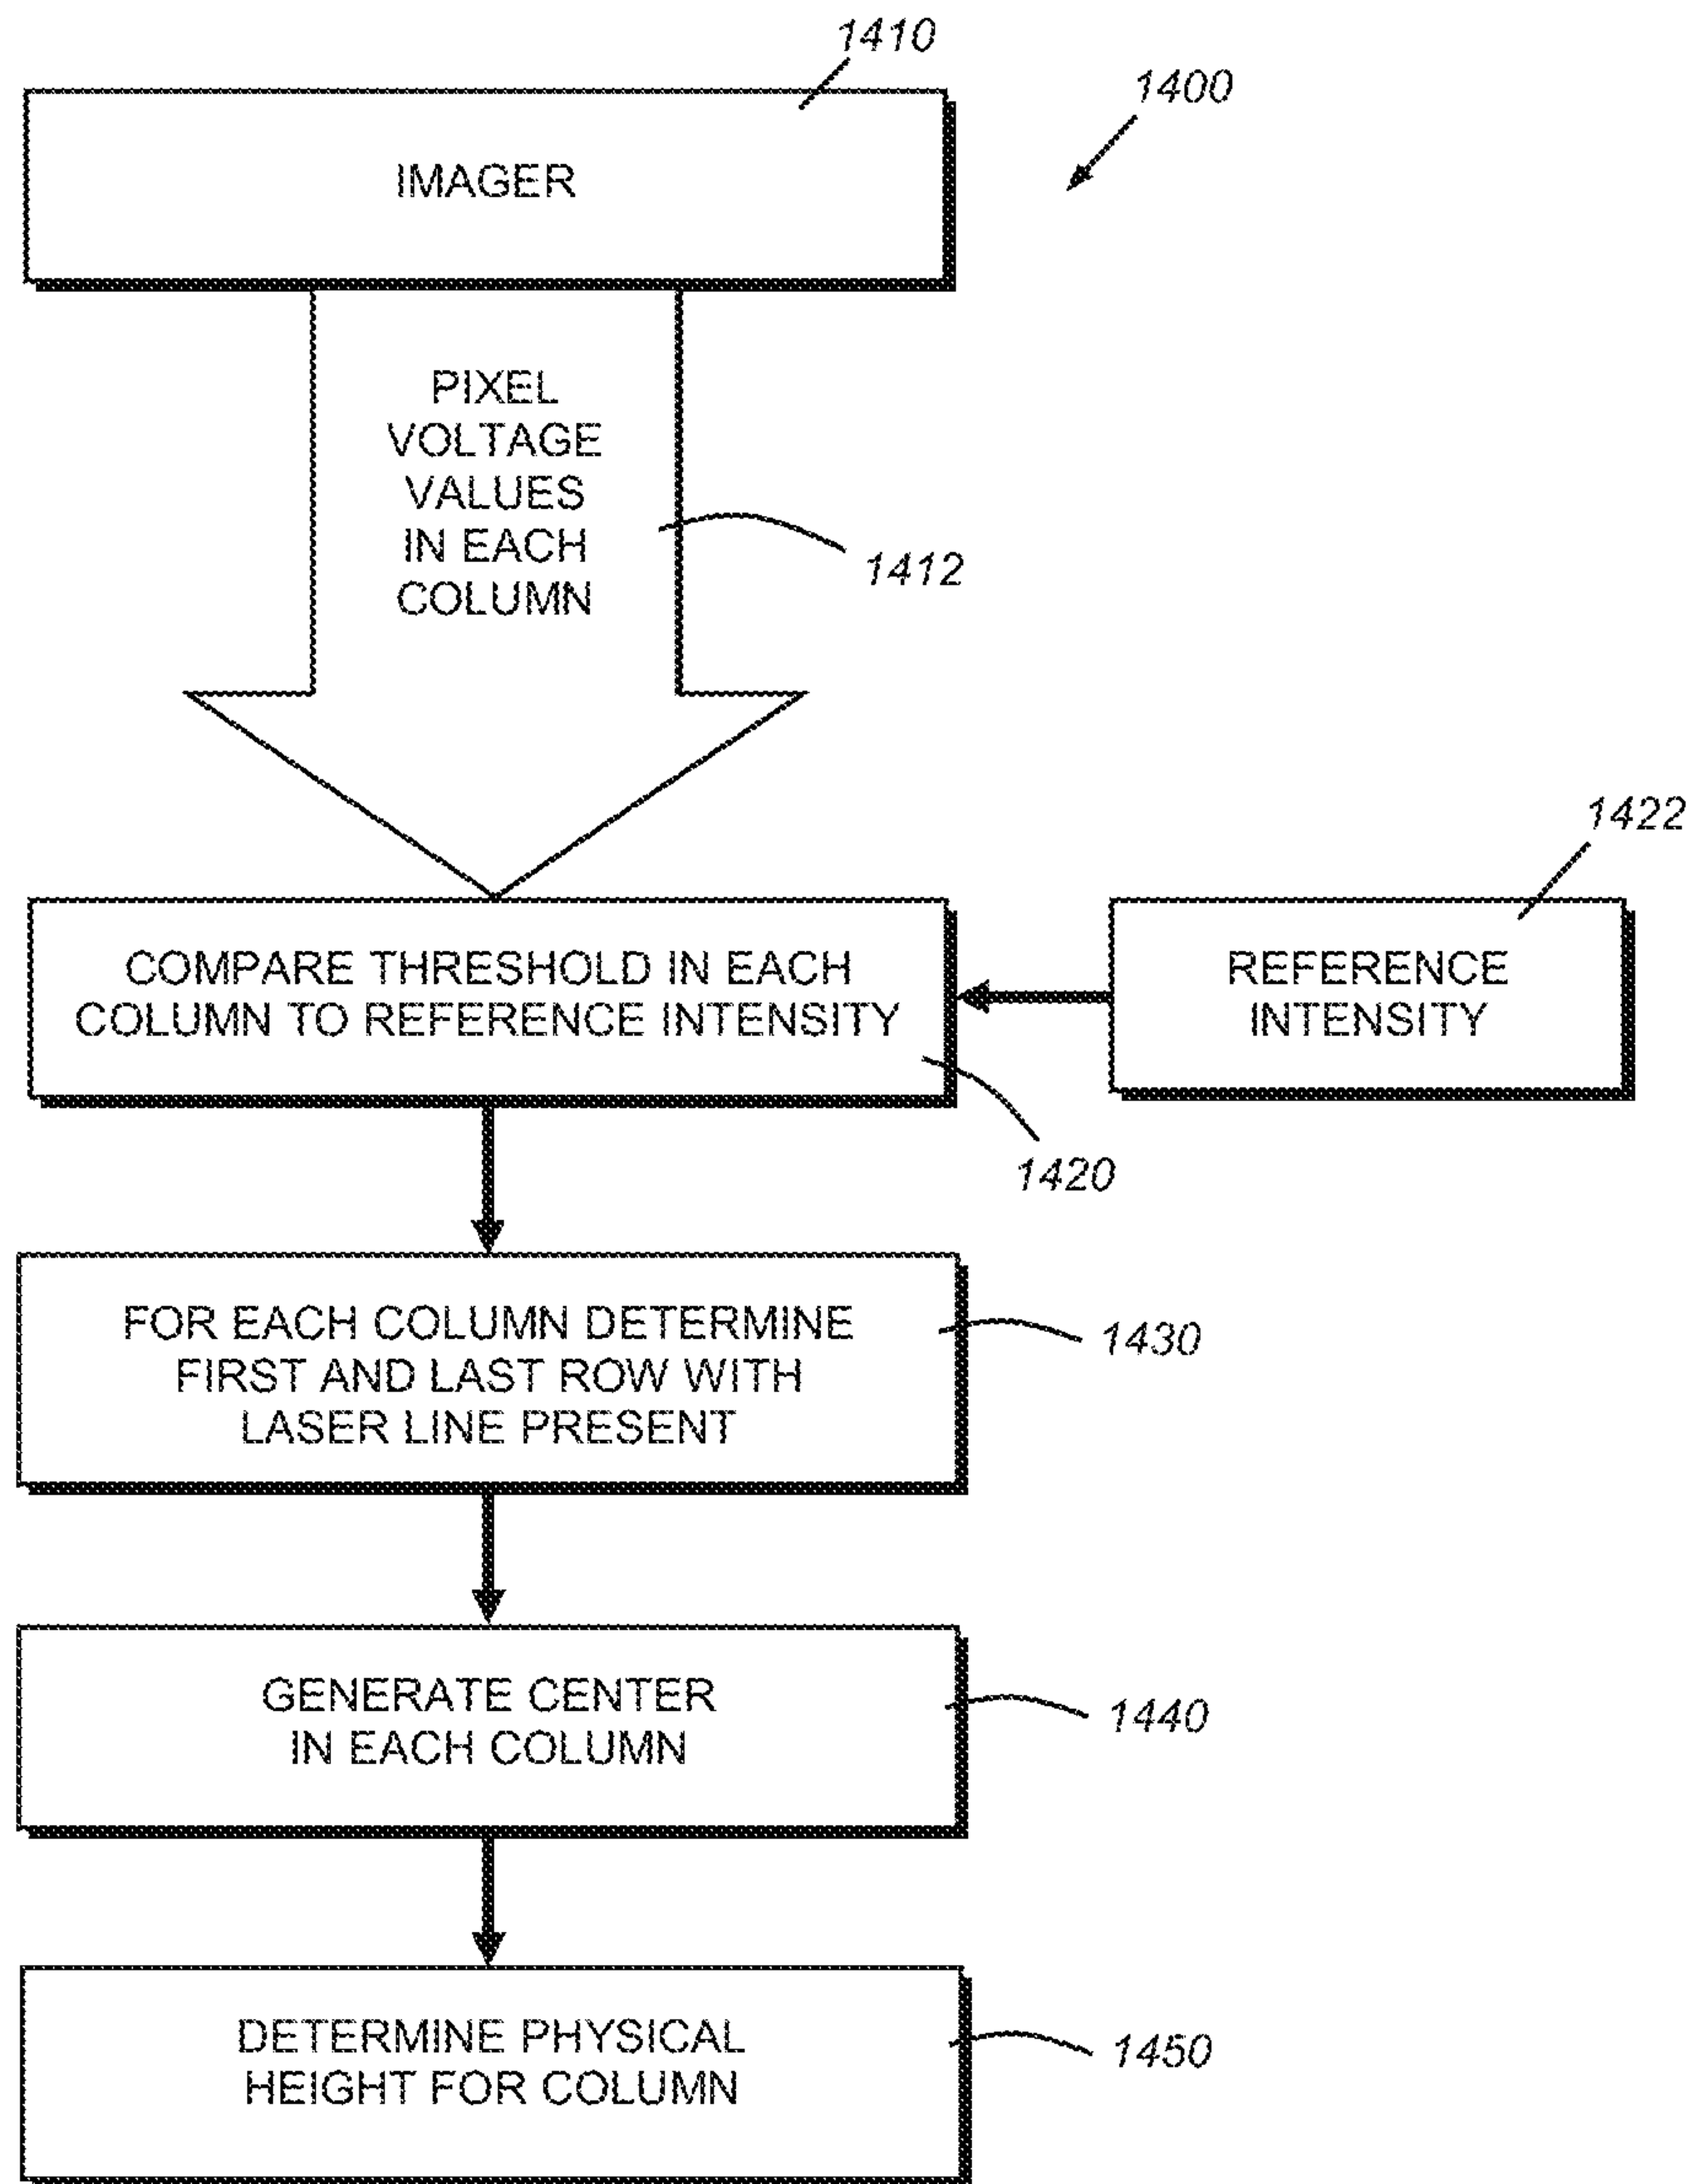 1410
1400
IMAGER
PIXEL
VOLTAGE
VALUES
IN EACH
COLUMN
1412
1422
COMPARE THRESHOLD IN EACH
COLUMN TO REFERENCE INTENSITY
REFERENCE
INTENSITY
1420
FOR EACH COLUMN DETERMINE
FIRST AND LAST ROW WITH
LASER LINE PRESENT
1430
GENERATE CENTER
IN EACH COLUMN
1440
DETERMINE PHYSICAL
HEIGHT FOR COLUMN
1450